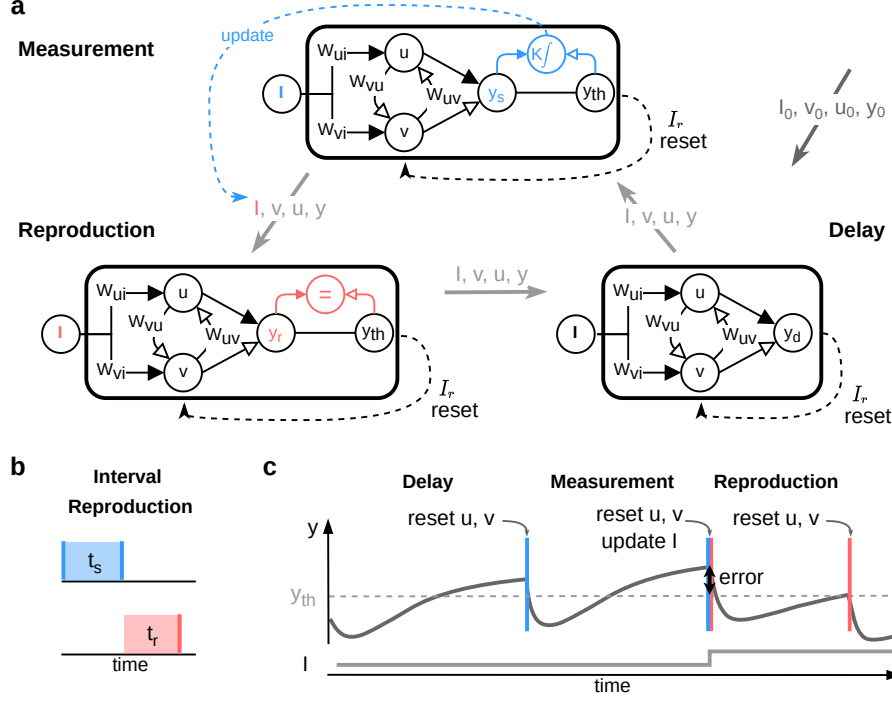 a
Measurement
update
I
W_ui
W_vi
u
v
W_vu
W_uv
y_s
K∫
y_th
I_r
reset
I_0, v_0, u_0, y_0
I, v, u, y
I, v, u, y
Reproduction
Delay
I, v, u, y
I
W_ui
W_vi
u
v
W_vu
W_uv
y_r
=
y_th
I_r
reset
I
W_ui
W_vi
u
v
W_vu
W_uv
y_d
I_r
reset
b
Interval
Reproduction
t_s
t_r
time
c
Delay Measurement Reproduction
y
reset u, v
reset u, v
update I
reset u, v
error
y_th
I
time